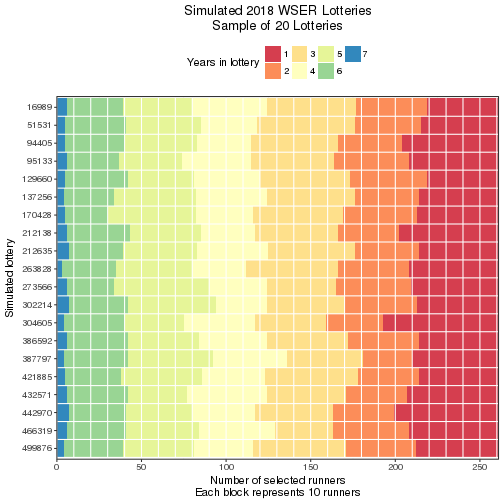 Simulated 2018 WSER Lotteries
Sample of 20 Lotteries
Years in lottery
1 3 5 7
2 4 6
Simulated lottery
16989
51531
94405
95133
129660
137256
170428
212138
212635
263828
273566
302214
304605
386592
387797
421885
432571
442970
466319
499876
0 50 100 150 200 250
Number of selected runners
Each block represents 10 runners